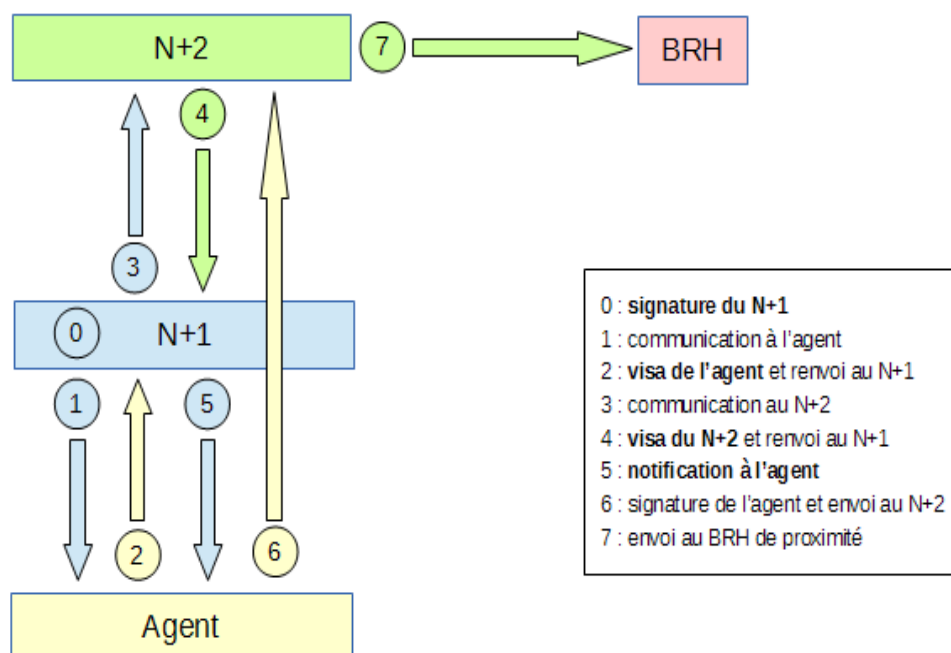 N+2
7
BRH
4
3
0
N+1
1
5
2
6
Agent
0 : signature du N+1
1 : communication à l'agent
2 : visa de l'agent et renvoi au N+1
3 : communication au N+2
4 : visa du N+2 et renvoi au N+1
5 : notification à l'agent
6 : signature de l'agent et envoi au N+2
7 : envoi au BRH de proximité